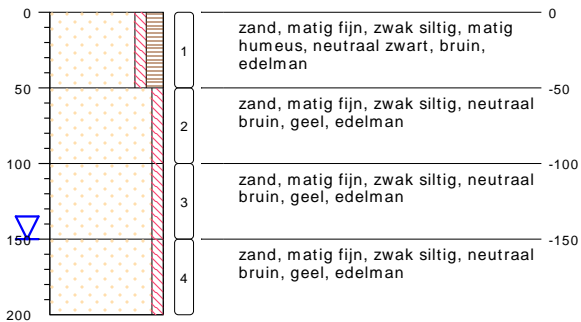 0
1
zand, matig fijn, zwak siltig, matig
humeus, neutraal zwart, bruin,
edelman
0
50
-50
2
zand, matig fijn, zwak siltig, neutraal
bruin, geel, edelman
100
-100
3
zand, matig fijn, zwak siltig, neutraal
bruin, geel, edelman
150
-150
4
zand, matig fijn, zwak siltig, neutraal
bruin, geel, edelman
200